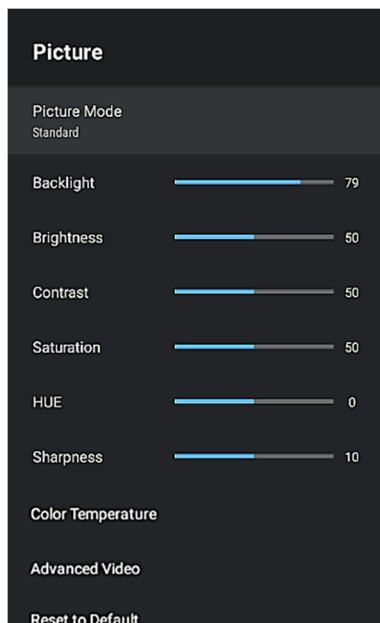 Picture
Picture Mode
Standard
Backlight 79
Brightness 50
Contrast 50
Saturation 50
HUE 0
Sharpness 10
Color Temperature
Advanced Video
Reset to Default